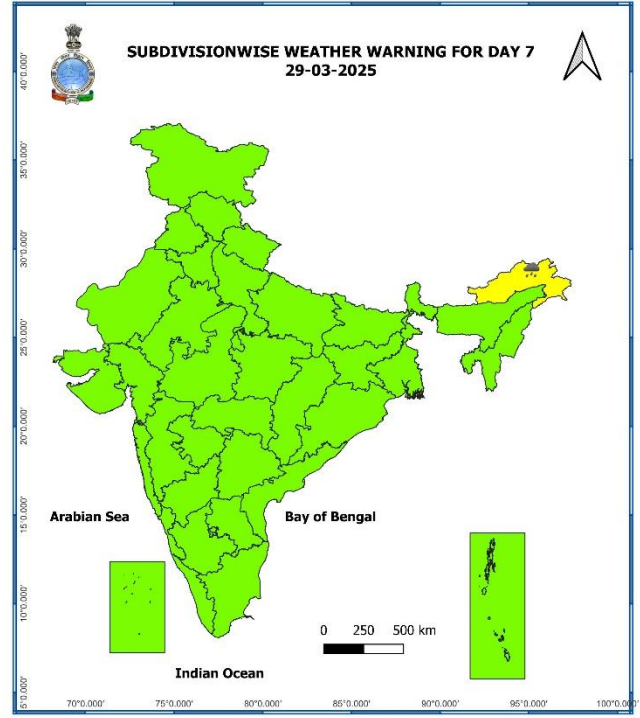 SUBDIVISIONWISE WEATHER WARNING FOR DAY 7
29-03-2025
40°0.000'
35°0.000'
30°0.000'
25°0.000'
20°0.000'
15°0.000'
10°0.000'
5°0.000'
Arabian Sea
Bay of Bengal
0 250 500 km
Indian Ocean
70°0.000' 75°0.000' 80°0.000' 85°0.000' 90°0.000' 95°0.000' 100°0.000'